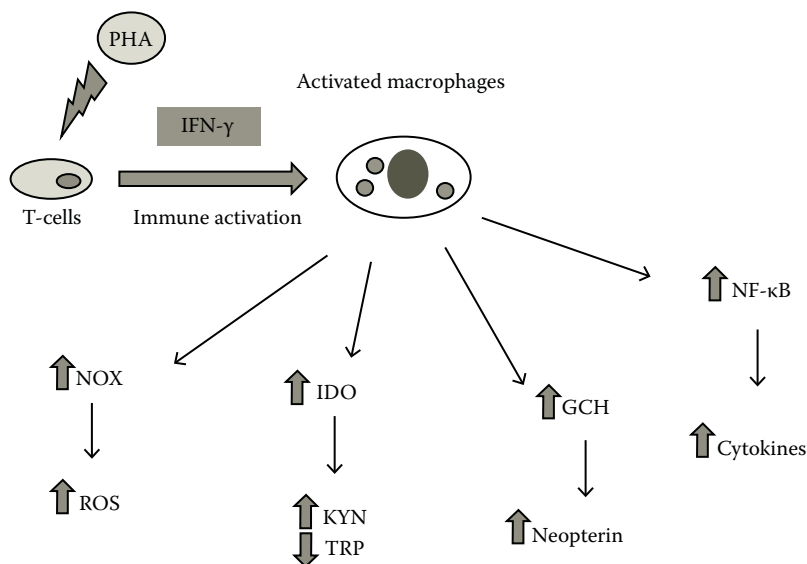 PHA
Activated macrophages
IFN-γ
T-cells
Immune activation
NF-κB
NOX
IDO
GCH
Cytokines
ROS
KYN
TRP
Neopterin